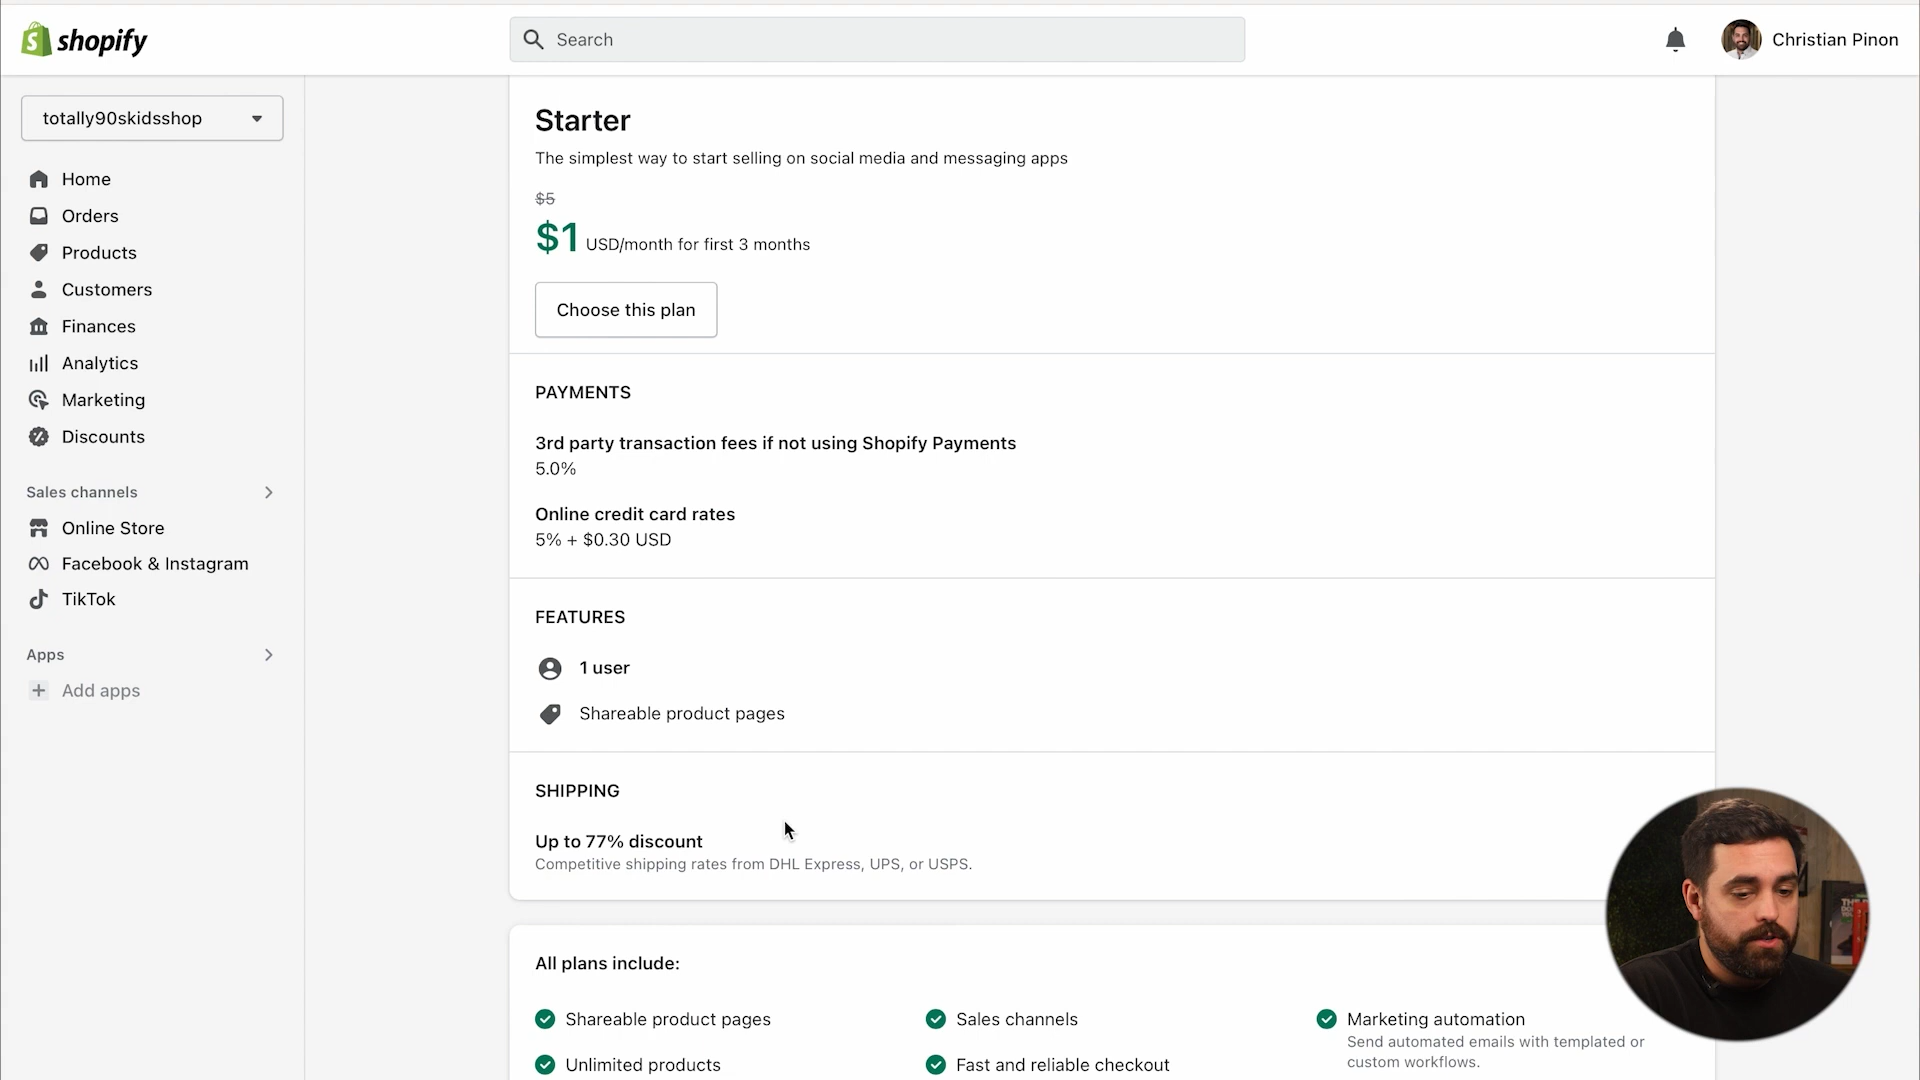 shopify
Search
Christian Pinon
totally90skidsshop
Home
Orders
Products
Customers
Finances
Analytics
Marketing
Discounts
Sales channels
Online Store
Facebook & Instagram
TikTok
Apps
Add apps
Starter
The simplest way to start selling on social media and messaging apps
$5
$1 USD/month for first 3 months
Choose this plan
PAYMENTS
3rd party transaction fees if not using Shopify Payments
5.0%
Online credit card rates
5% + $0.30 USD
FEATURES
1 user
Shareable product pages
SHIPPING
Up to 77% discount
Competitive shipping rates from DHL Express, UPS, or USPS.
All plans include:
Shareable product pages
Unlimited products
Sales channels
Fast and reliable checkout
Marketing automation
Send automated emails with templated or
custom workflows.